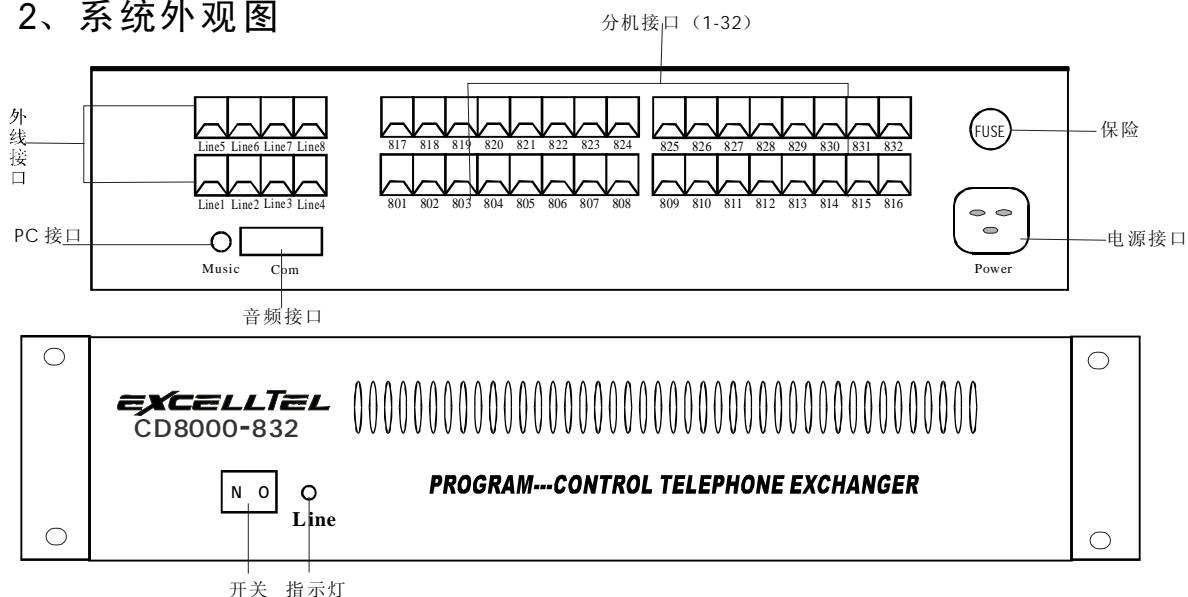 2、系统外观图
分机接口（1-32）
外线接口
Line5 Line6 Line7 Line8
817 818 819 820 821 822 823 824
825 826 827 828 829 830 831 832
FUSE
保险
Line1 Line2 Line3 Line4
801 802 803 804 805 806 807 808
809 810 811 812 813 814 815 816
PC 接口
Music
Com
Power
电源接口
音频接口
EXCELLTEL
CD8000-832
N O
Line
PROGRAM---CONTROL TELEPHONE EXCHANGER
开关
指示灯